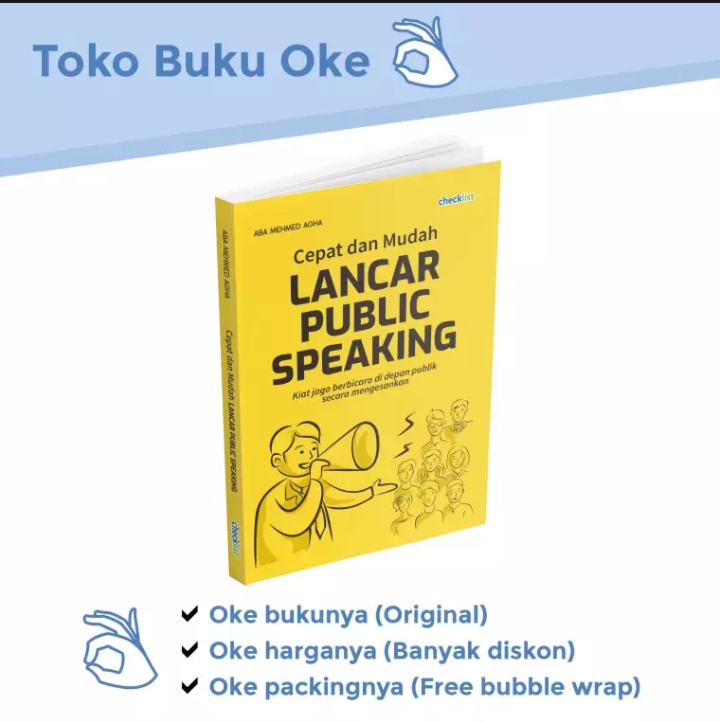 Toko Buku Oke
checklist
ABA MEHMED AGHA
Cepat dan Mudah
LANCAR
PUBLIC
SPEAKING
Kiat jago berbicara di depan publik
secara mengesankan
ABA MEHMED AGHA
Cepat dan Mudah LANCAR PUBLIC SPEAKING
checklist
Oke bukunya (Original)
Oke harganya (Banyak diskon)
Oke packingnya (Free bubble wrap)